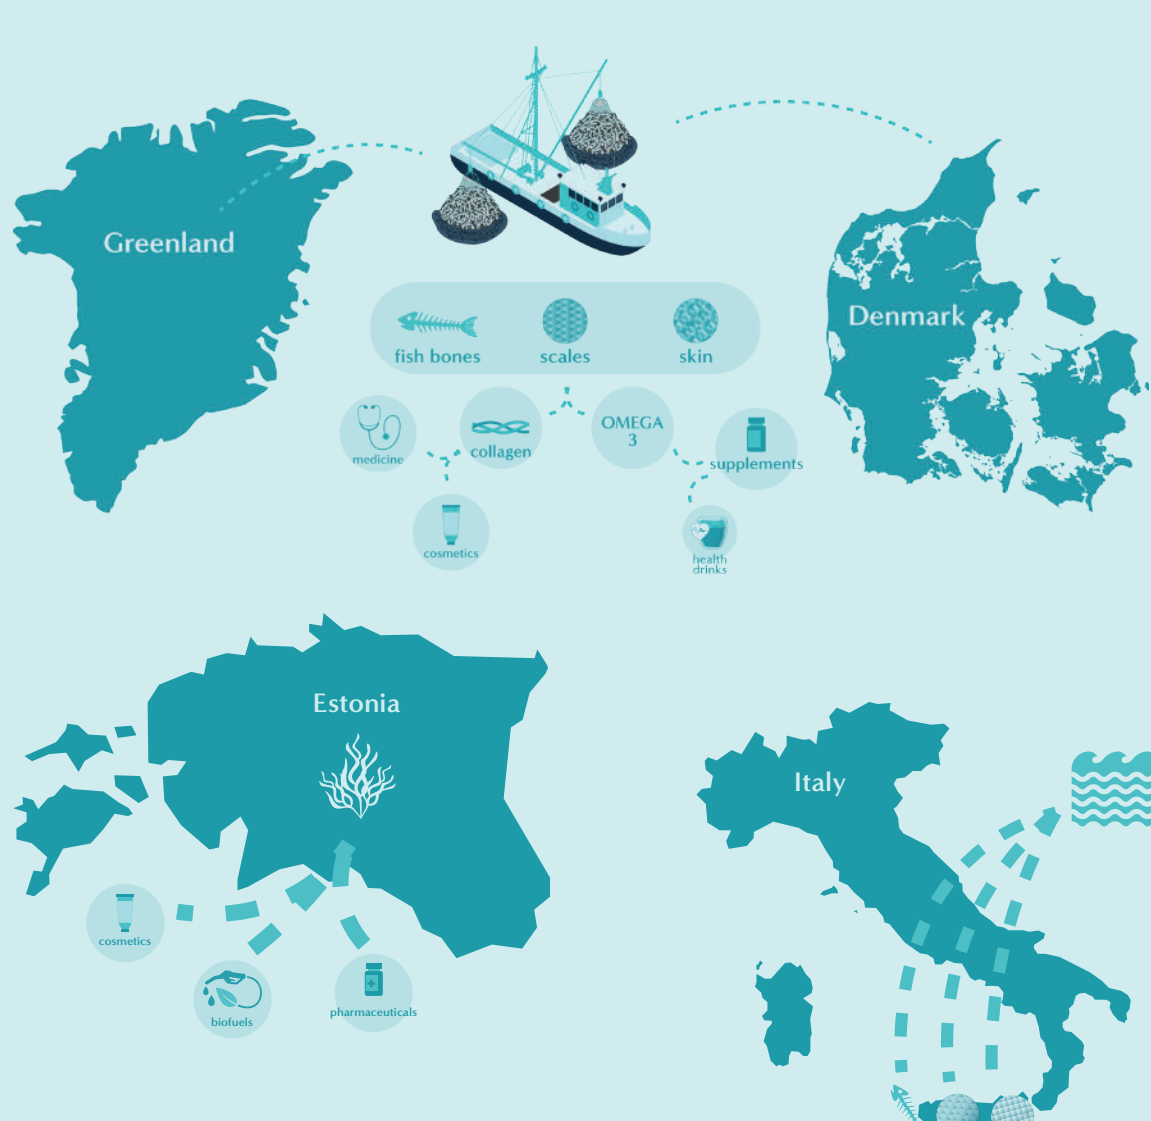 Greenland
Denmark
fish bones
scales
skin
medicine
collagen
OMEGA
3
supplements
cosmetics
health
drinks
Estonia
Italy
cosmetics
biofuels
pharmaceuticals